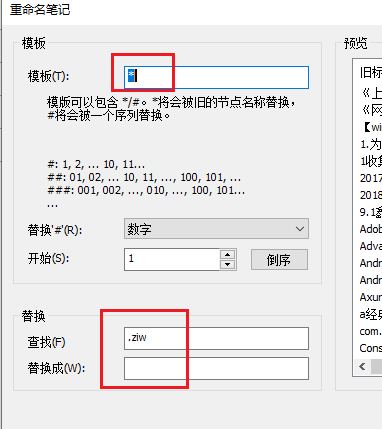 重命名笔记
模板
模板(T):
*
模版可以包含 */#。*将会被旧的节点名称替换,
#将会被一个序列替换。
#: 1, 2, ... 10, 11...
##: 01, 02, ... 10, 11, ..., 100, 101, ...
###: 001, 002, ..., 010, ..., 100, 101...
...
替换'#'(R):
数字
开始(S):
1
倒序
替换
查找(F)
.ziw
替换成(W):
预览
旧标
《上
《网
【win
1.为
1收集
2017
2018
9.1鑫
Adob
Adva
Andr
Andr
Axur
a经典
com.
Cons